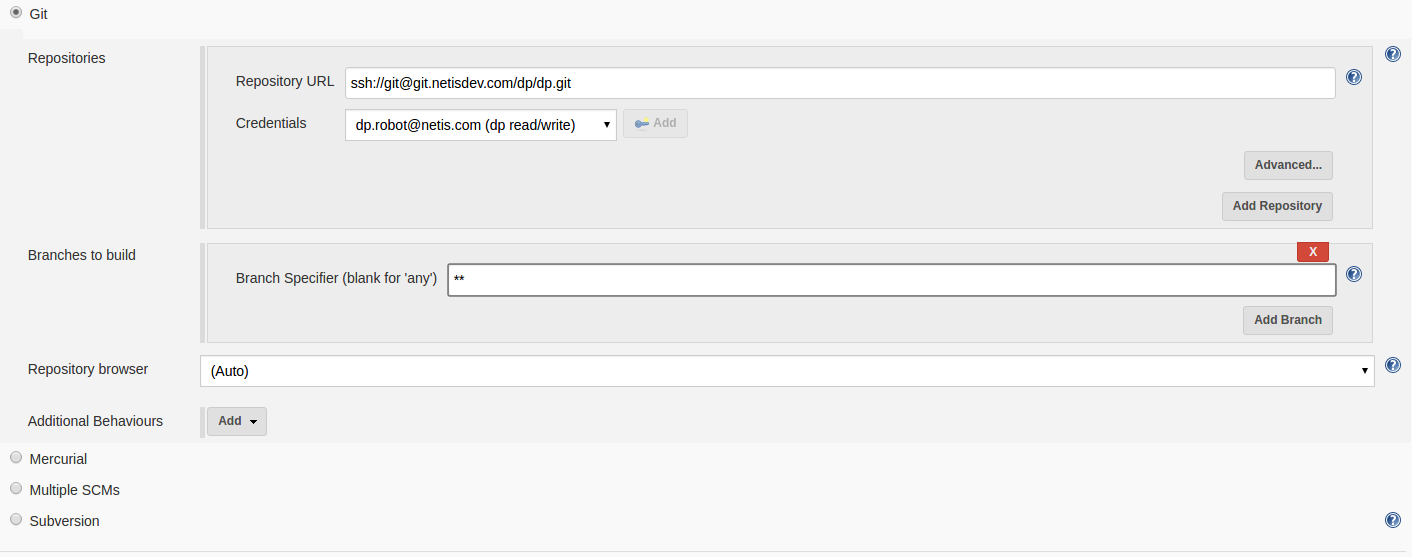 Git
Repositories
Repository URL ssh://git@git.netisdev.com/dp/dp.git
Credentials dp.robot@netis.com (dp read/write) Add
Advanced...
Add Repository
Branches to build
X
Branch Specifier (blank for 'any') **
Add Branch
Repository browser (Auto)
Additional Behaviours Add
Mercurial
Multiple SCMs
Subversion